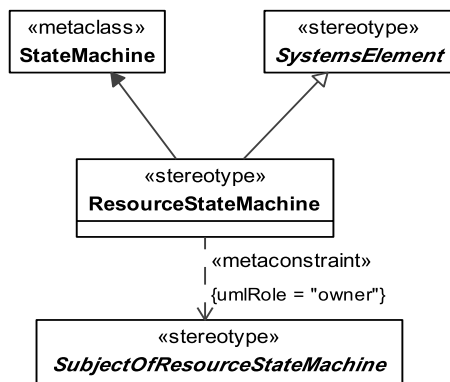 «metaclass»
StateMachine
«stereotype»
SystemsElement
«stereotype»
ResourceStateMachine
«metaconstraint»
{umlRole = "owner"}
«stereotype»
SubjectOfResourceStateMachine